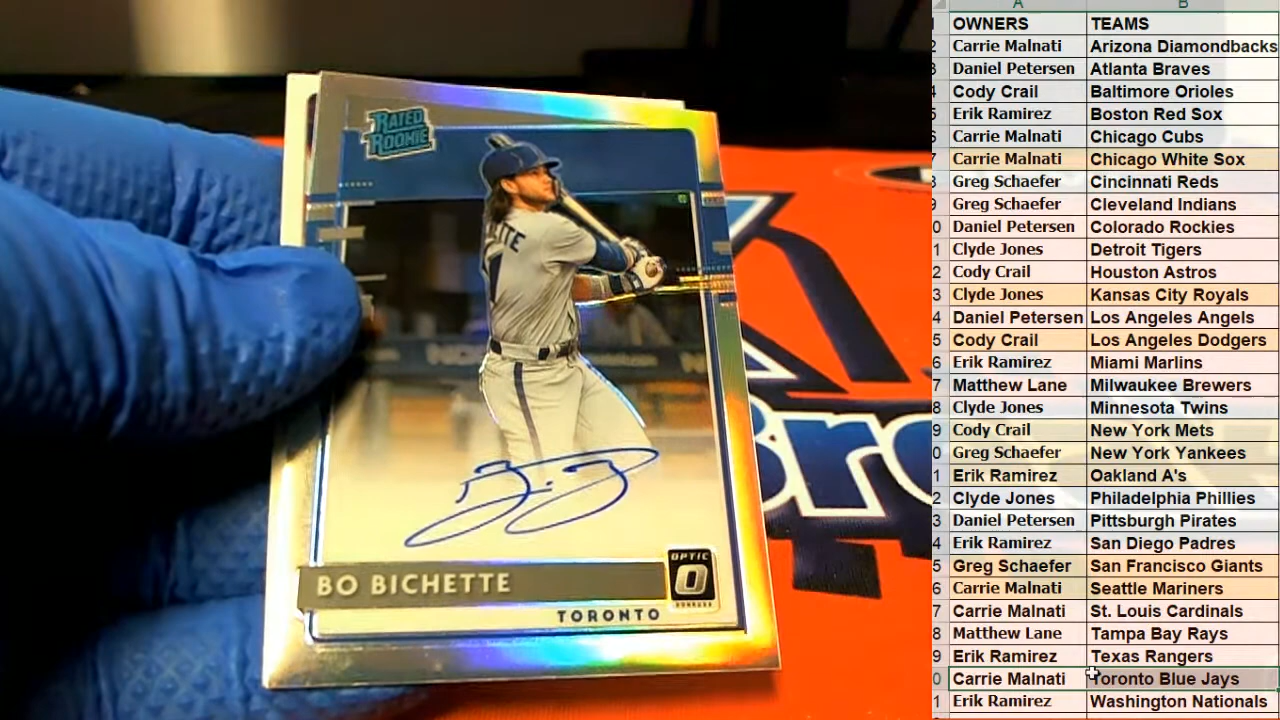 RATED
ROOKIE
BO BICHETTE
OPTIC
DONRUSS
TORONTO
A B
OWNERS TEAMS
Carrie Malnati Arizona Diamondbacks
Daniel Petersen Atlanta Braves
Cody Crail Baltimore Orioles
Erik Ramirez Boston Red Sox
Carrie Malnati Chicago Cubs
Carrie Malnati Chicago White Sox
Greg Schaefer Cincinnati Reds
Greg Schaefer Cleveland Indians
Daniel Petersen Colorado Rockies
Clyde Jones Detroit Tigers
Cody Crail Houston Astros
Clyde Jones Kansas City Royals
Daniel Petersen Los Angeles Angels
Cody Crail Los Angeles Dodgers
Erik Ramirez Miami Marlins
Matthew Lane Milwaukee Brewers
Clyde Jones Minnesota Twins
Cody Crail New York Mets
Greg Schaefer New York Yankees
Erik Ramirez Oakland A's
Clyde Jones Philadelphia Phillies
Daniel Petersen Pittsburgh Pirates
Erik Ramirez San Diego Padres
Greg Schaefer San Francisco Giants
Carrie Malnati Seattle Mariners
Carrie Malnati St. Louis Cardinals
Matthew Lane Tampa Bay Rays
Erik Ramirez Texas Rangers
Carrie Malnati Toronto Blue Jays
Erik Ramirez Washington Nationals